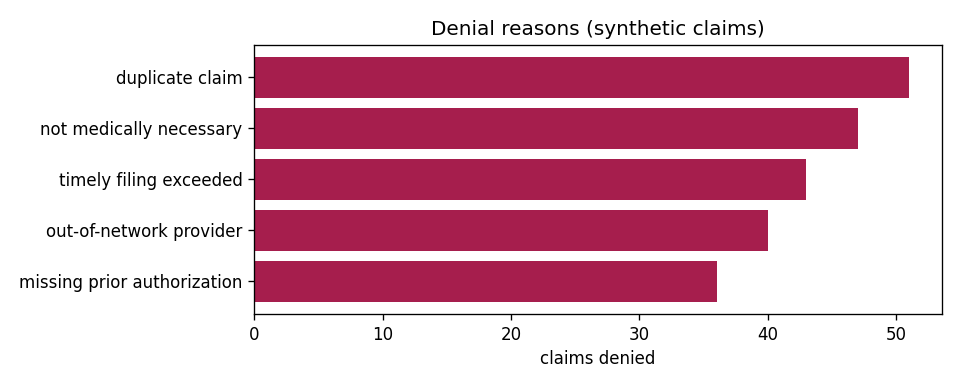 Denial reasons (synthetic claims)
duplicate claim
not medically necessary
timely filing exceeded
out-of-network provider
missing prior authorization
0 10 20 30 40 50
claims denied